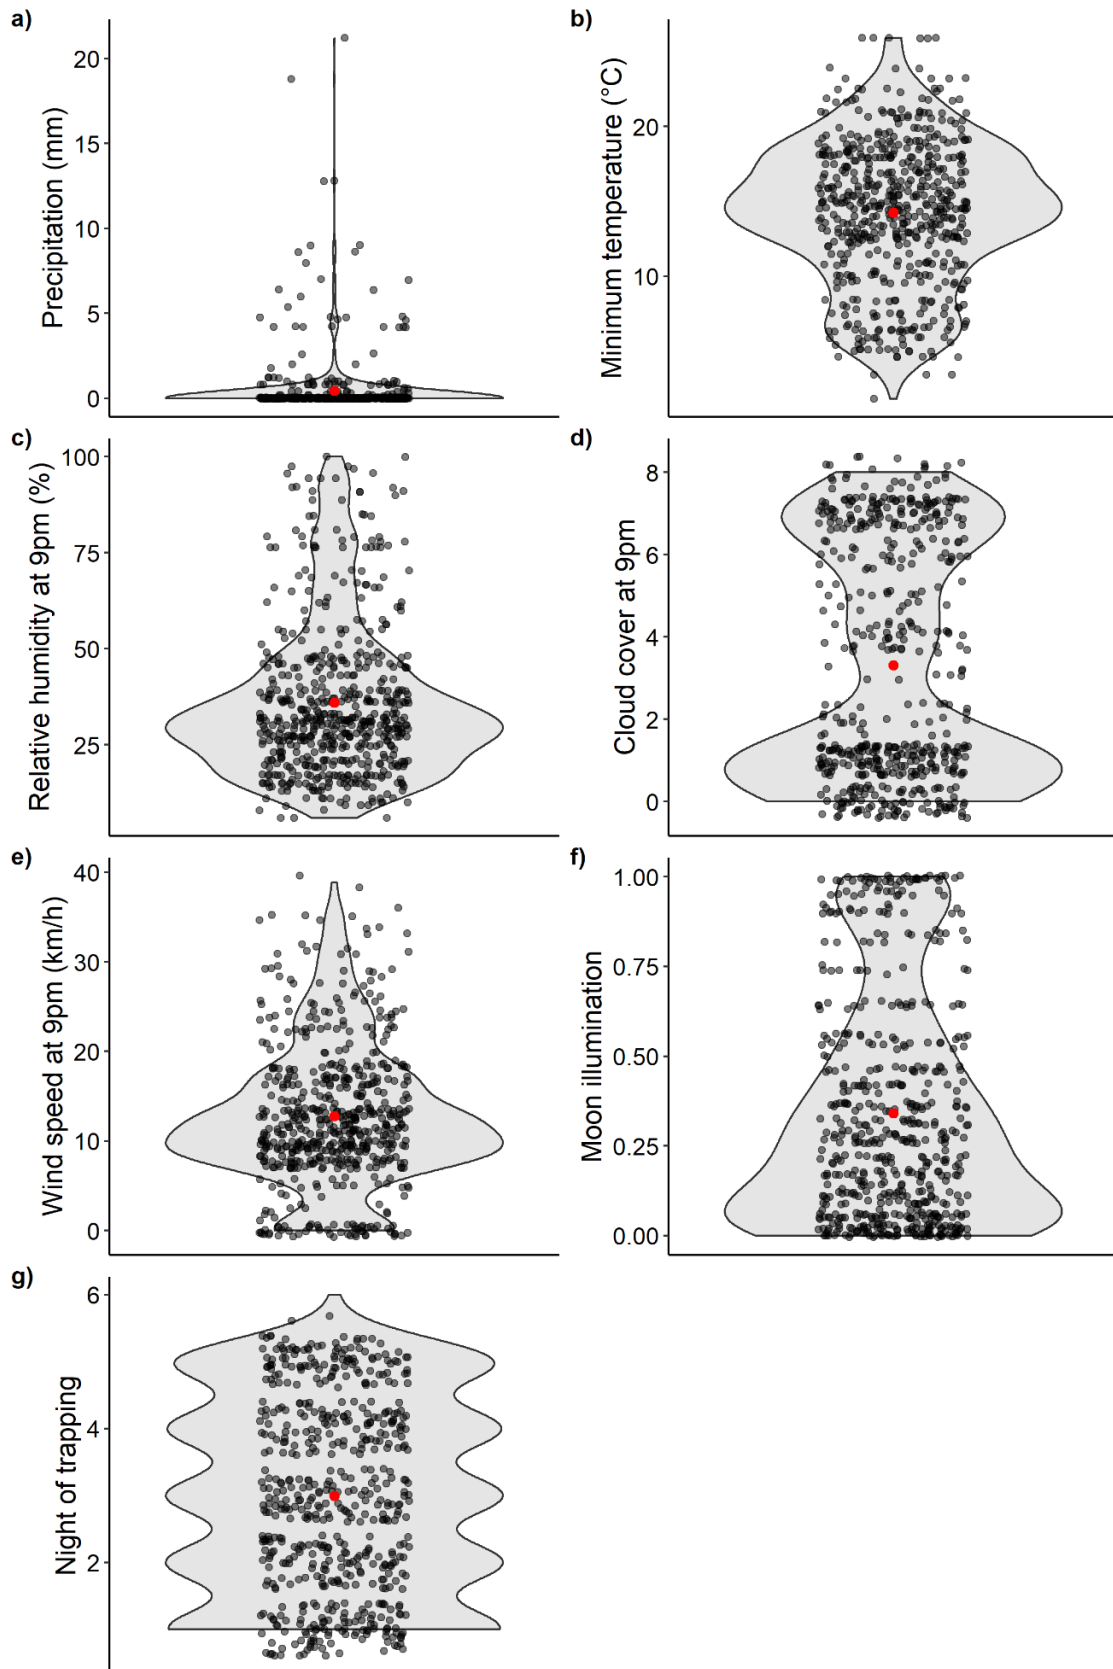 a)
Precipitation (mm)
20
15
10
5
0
b)
Minimum temperature (°C)
20
10
c)
Relative humidity at 9pm (%)
100
75
50
25
d)
Cloud cover at 9pm
8
6
4
2
0
e)
Wind speed at 9pm (km/h)
40
30
20
10
0
f)
Moon illumination
1.00
0.75
0.50
0.25
0.00
g)
Night of trapping
6
4
2